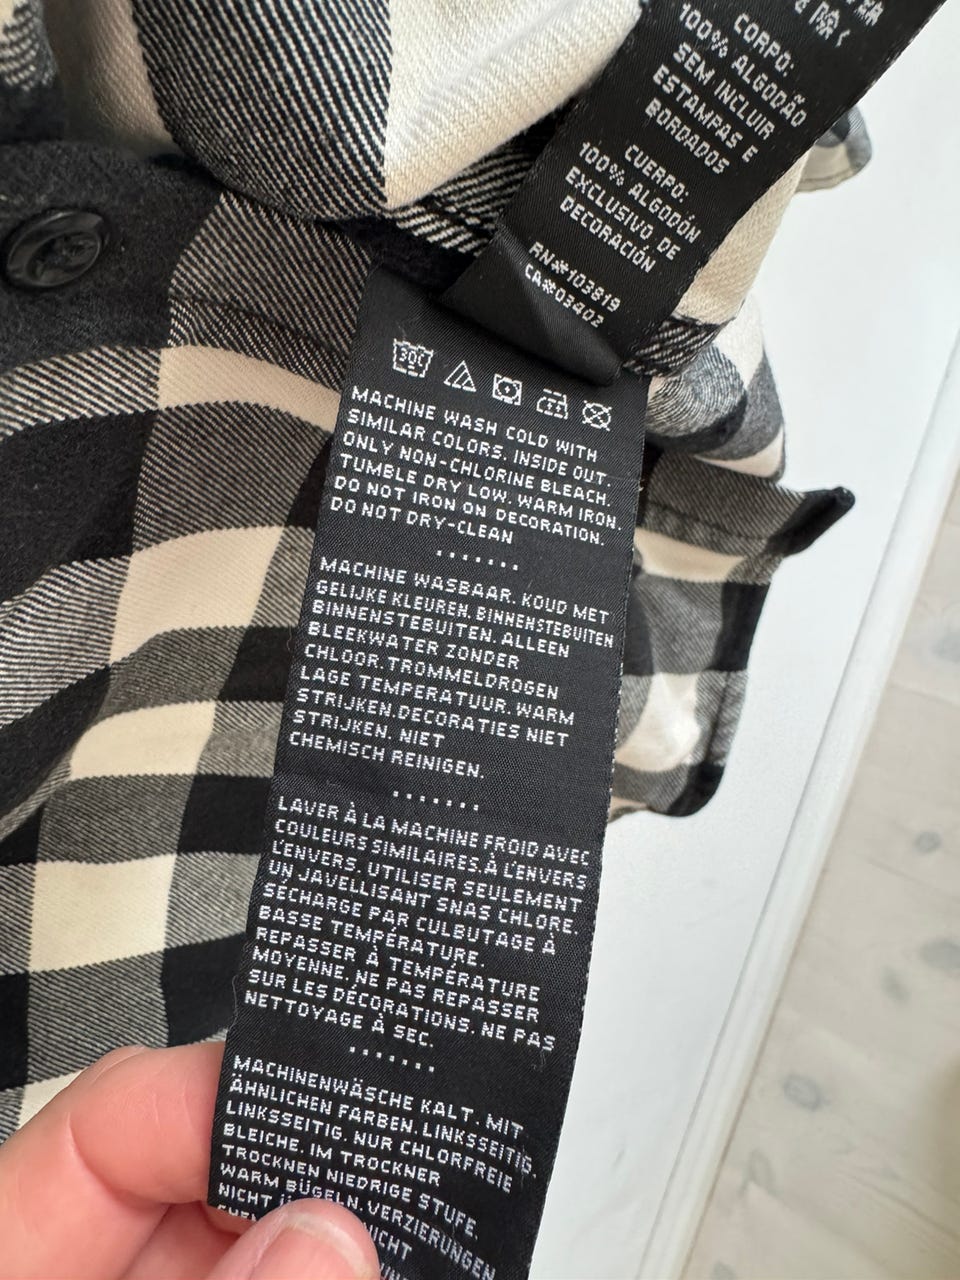 CORPO:
100% ALGODÃO
SEM INCLUIR
ESTAMPAS E
BORDADOS
CUERPO:
100% ALGODÓN
EXCLUSIVO DE
DECORACIÓN
RN#103819
CA#03402
30C
MACHINE WASH COLD WITH
SIMILAR COLORS. INSIDE OUT.
ONLY NON-CHLORINE BLEACH.
TUMBLE DRY LOW. WARM IRON.
DO NOT IRON ON DECORATION.
DO NOT DRY-CLEAN
.......
MACHINE WASBAAR. KOUD MET
GELIJKE KLEUREN. BINNENSTEBUITEN
BINNENSTEBUITEN. ALLEEN
BLEEKWATER ZONDER
CHLOOR.TROMMELDROGEN
LAGE TEMPERATUUR. WARM
STRIJKEN.DECORATIES NIET
STRIJKEN. NIET
CHEMISCH REINIGEN.
.......
LAVER À LA MACHINE FROID AVEC
COULEURS SIMILAIRES.À L'ENVERS
L'ENVERS. UTILISER SEULEMENT
UN JAVELLISANT SNAS CHLORE.
SÉCHARGE PAR CULBUTAGE À
BASSE TEMPÉRATURE.
REPASSER À TEMPÉRATURE
MOYENNE. NE PAS REPASSER
SUR LES DÉCORATIONS. NE PAS
NETTOYAGE À SEC.
.......
MACHINENWÄSCHE KALT. MIT
ÄHNLICHEN FARBEN. LINKSSEITIG.
LINKSSEITIG. NUR CHLORFREIE
BLEICHE. IM TROCKNER
TROCKNEN NIEDRIGE STUFE.
WARM BÜGELN. VERZIERUNGEN
NICHT